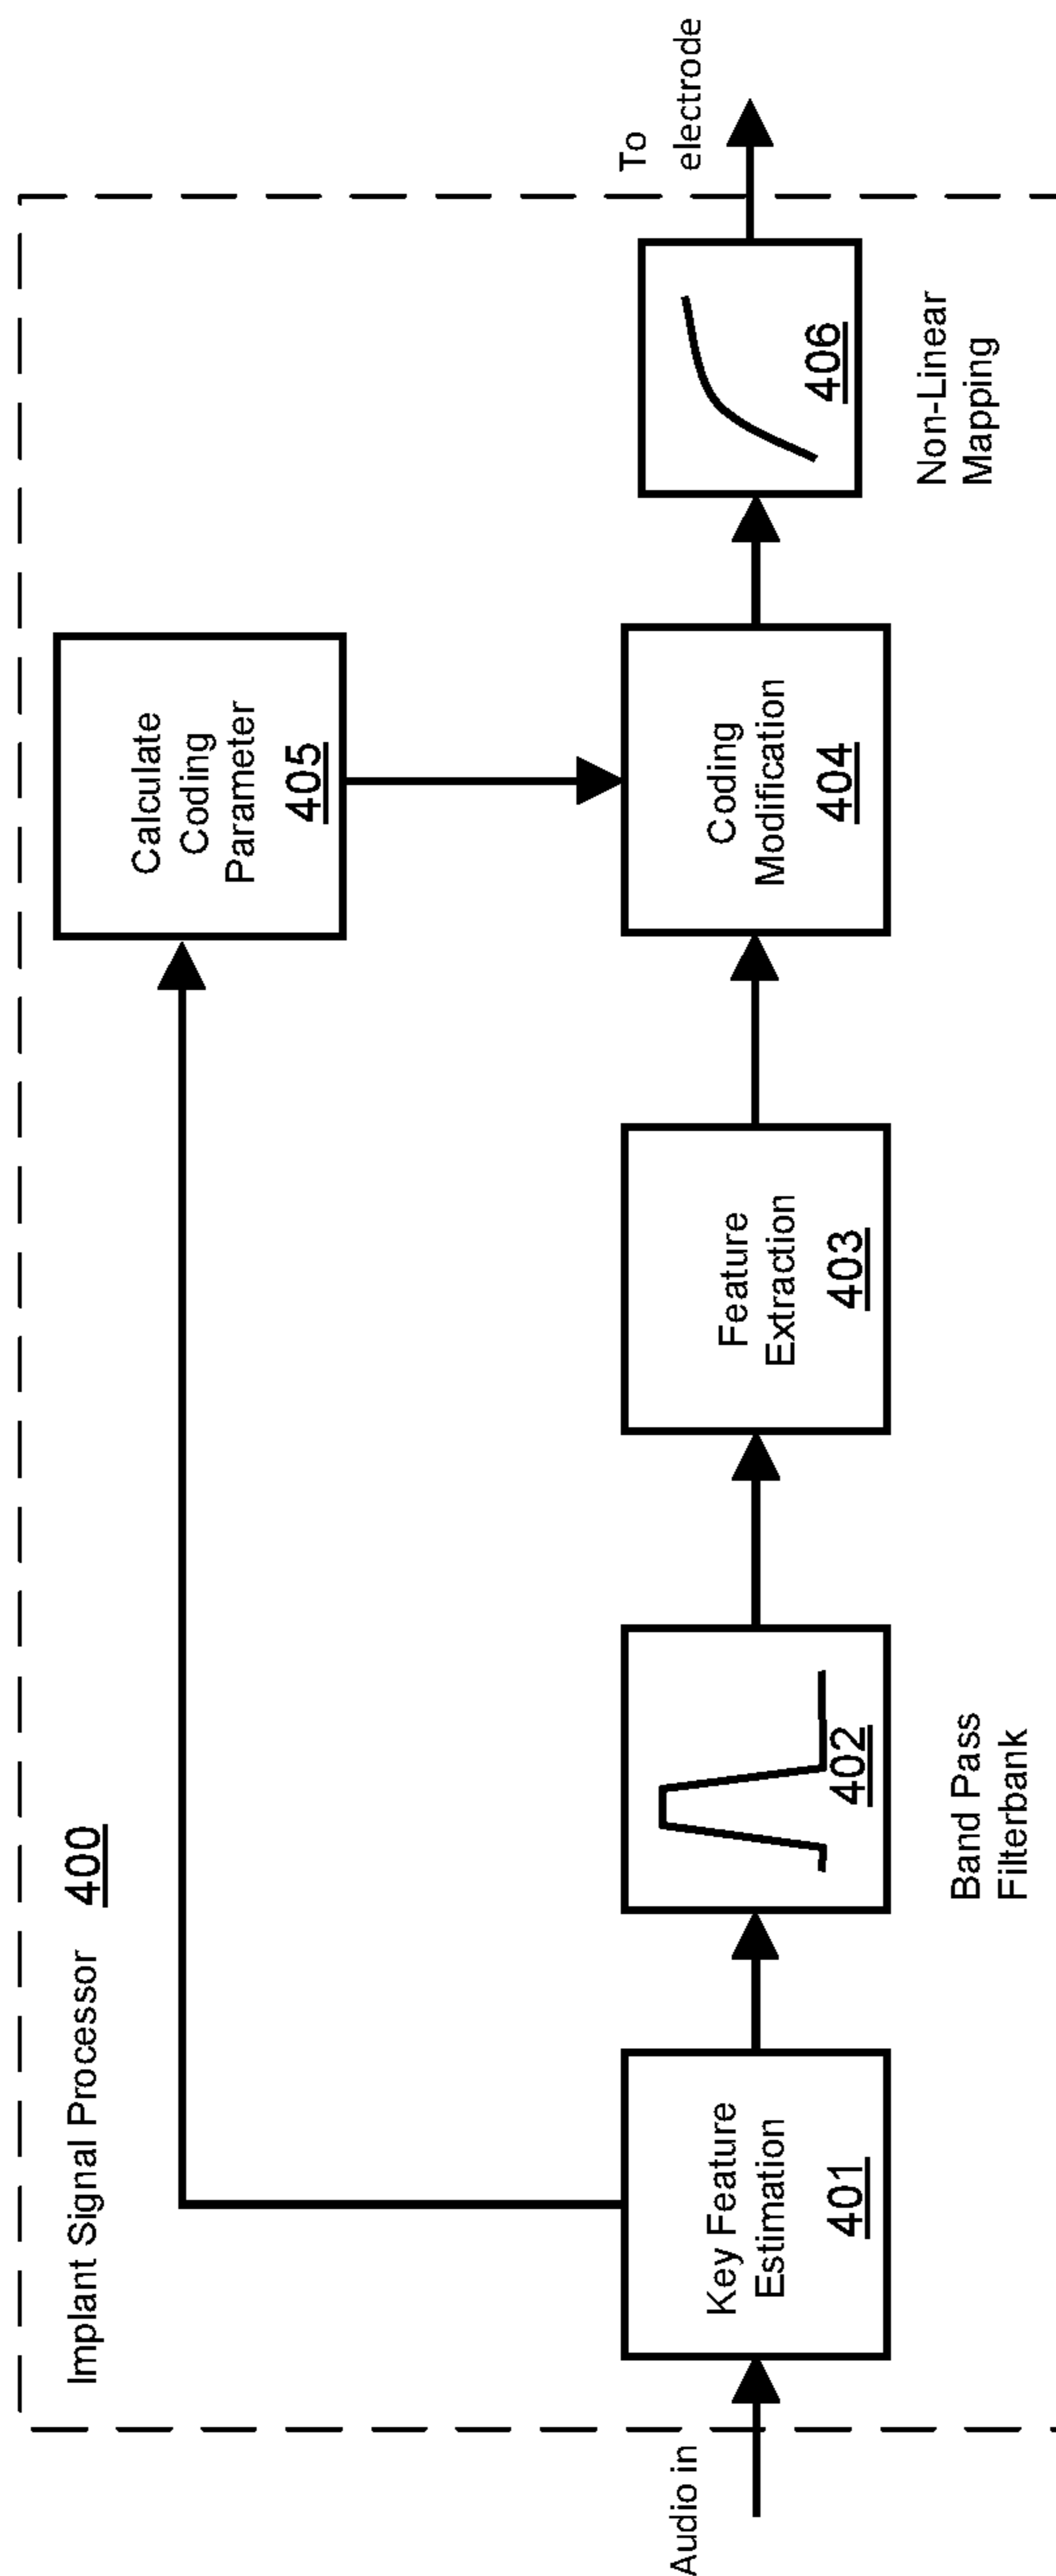 Implant Signal Processor 400
Audio in
Key Feature
Estimation
401
402
Band Pass
Filterbank
Feature
Extraction
403
Calculate
Coding
Parameter
405
Coding
Modification
404
406
Non-Linear
Mapping
To
electrode